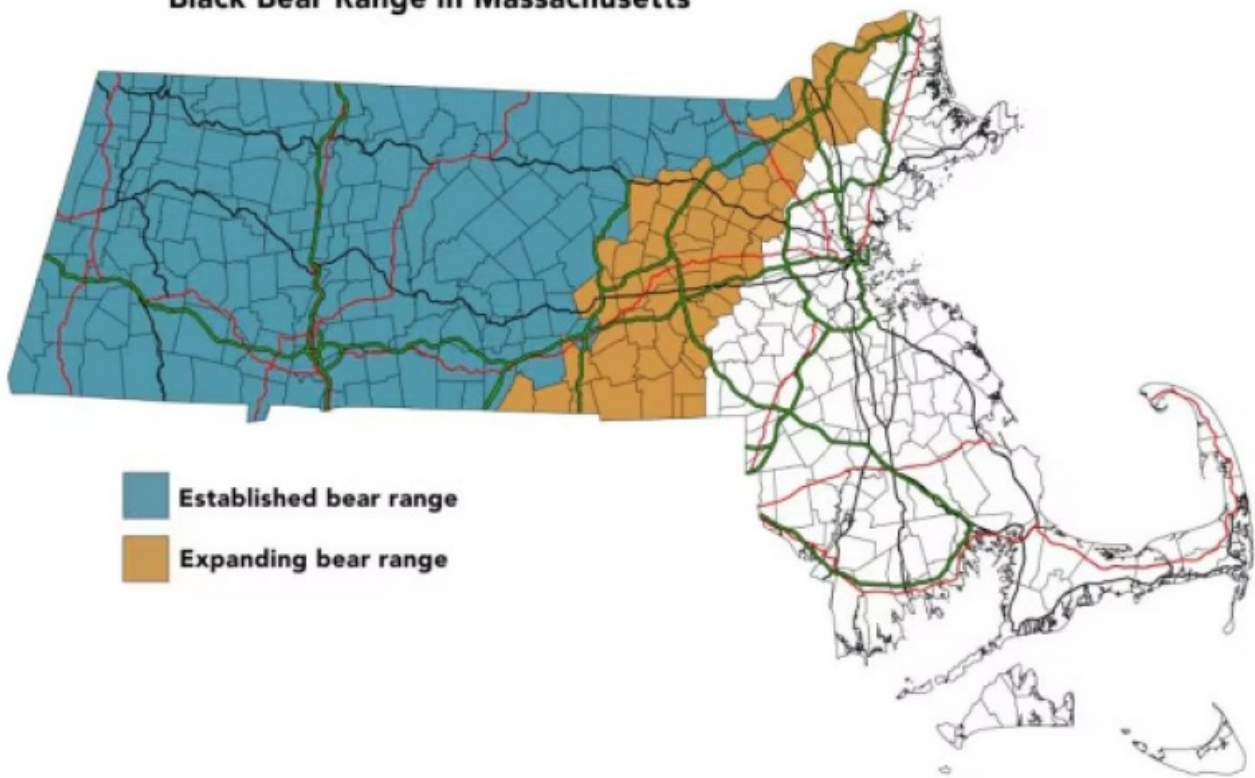 Black Bear Range in Massachusetts
Established bear range
Expanding bear range